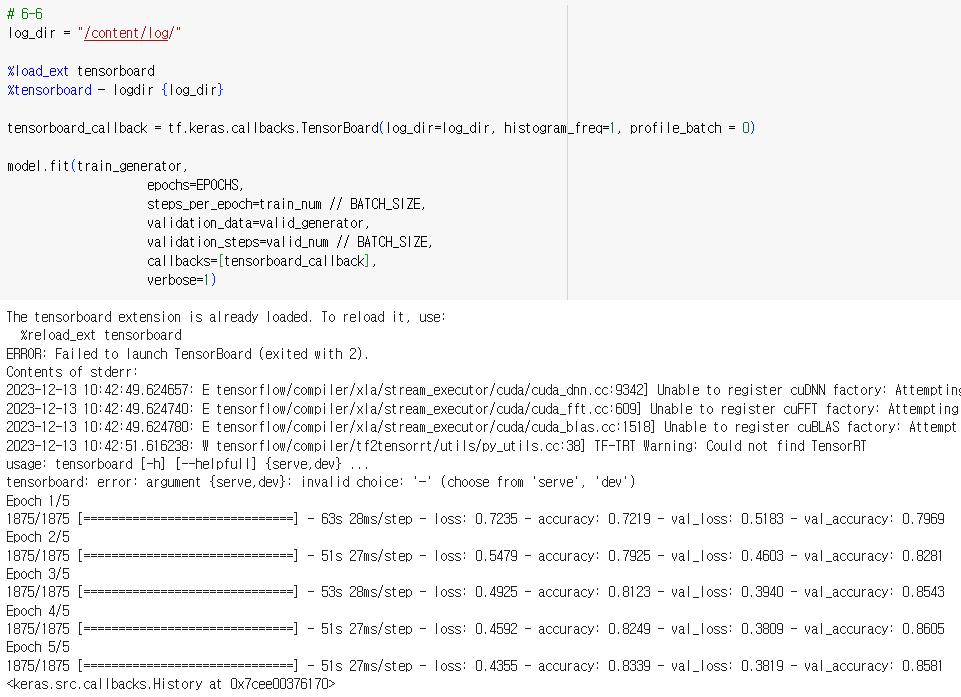 # 6-6
log_dir = "/content/log/"
%load_ext tensorboard
%tensorboard - logdir {log_dir}
tensorboard_callback = tf.keras.callbacks.TensorBoard(log_dir=log_dir, histogram_freq=1, profile_batch = 0)
model.fit(train_generator,
epochs=EPOCHS,
steps_per_epoch=train_num // BATCH_SIZE,
validation_data=valid_generator,
validation_steps=valid_num // BATCH_SIZE,
callbacks=[tensorboard_callback],
verbose=1)
The tensorboard extension is already loaded. To reload it, use:
%reload_ext tensorboard
ERROR: Failed to launch TensorBoard (exited with 2).
Contents of stderr:
2023-12-13 10:42:49.624657: E tensorflow/compiler/xla/stream_executor/cuda/cuda_dnn.cc:9342] Unable to register cuDNN factory: Attempting
2023-12-13 10:42:49.624740: E tensorflow/compiler/xla/stream_executor/cuda/cuda_fft.cc:609] Unable to register cuFFT factory: Attempting
2023-12-13 10:42:49.624780: E tensorflow/compiler/xla/stream_executor/cuda/cuda_blas.cc:1518] Unable to register cuBLAS factory: Attempt
2023-12-13 10:42:51.616238: W tensorflow/compiler/tf2tensorrt/utils/py_utils.cc:38] TF-TRT Warning: Could not find TensorRT
usage: tensorboard [-h] [--helpfull] {serve,dev} ...
tensorboard: error: argument {serve,dev}: invalid choice: '-' (choose from 'serve', 'dev')
Epoch 1/5
1875/1875 [==============================] - 63s 28ms/step - loss: 0.7235 - accuracy: 0.7219 - val_loss: 0.5183 - val_accuracy: 0.7969
Epoch 2/5
1875/1875 [==============================] - 51s 27ms/step - loss: 0.5479 - accuracy: 0.7925 - val_loss: 0.4603 - val_accuracy: 0.8281
Epoch 3/5
1875/1875 [==============================] - 53s 28ms/step - loss: 0.4925 - accuracy: 0.8123 - val_loss: 0.3940 - val_accuracy: 0.8543
Epoch 4/5
1875/1875 [==============================] - 51s 27ms/step - loss: 0.4592 - accuracy: 0.8249 - val_loss: 0.3809 - val_accuracy: 0.8605
Epoch 5/5
1875/1875 [==============================] - 51s 27ms/step - loss: 0.4355 - accuracy: 0.8339 - val_loss: 0.3819 - val_accuracy: 0.8581
<keras.src.callbacks.History at 0x7cee00376170>